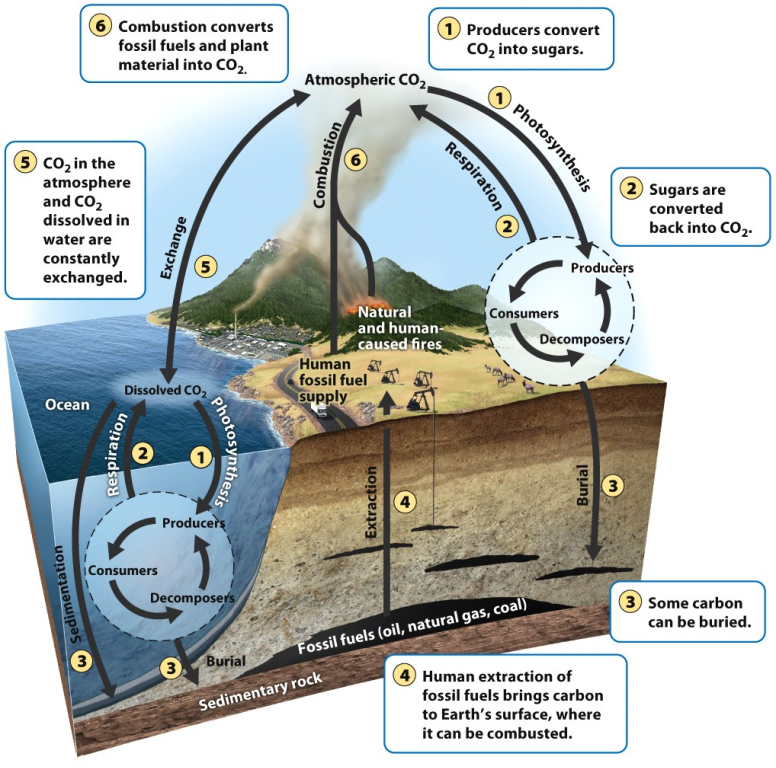 6 Combustion converts
fossil fuels and plant
material into CO₂.
1 Producers convert
CO₂ into sugars.
Atmospheric CO₂
1 Photosynthesis
Respiration
2
Combustion
6
5 CO₂ in the
atmosphere
and CO₂
dissolved in
water are
constantly
exchanged.
2 Sugars are
converted
back into CO₂.
Exchange
5
Producers
Consumers
Decomposers
Natural
and human-
caused fires
Human
fossil fuel
supply
Ocean
Dissolved CO₂
Respiration
2
Photosynthesis
1
Producers
Consumers
Decomposers
Sedimentation
3
3 Burial
Extraction
4
Burial
3
Fossil fuels (oil, natural gas, coal)
Sedimentary rock
3 Some carbon
can be buried.
4 Human extraction of
fossil fuels brings carbon
to Earth’s surface, where
it can be combusted.